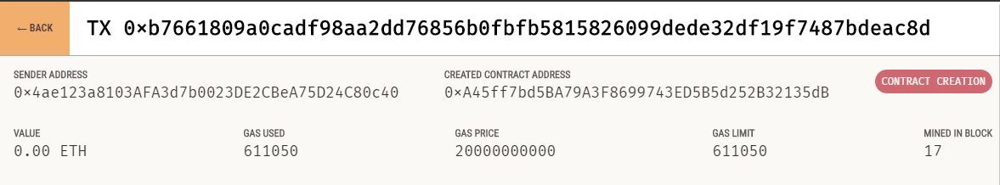 ← BACK TX 0×b7661809a0cadf98aa2dd76856b0fbfb5815826099dede32df19f7487bdeac8d
SENDER ADDRESS CREATED CONTRACT ADDRESS
0×4ae123a8103AFA3d7b0023DE2CBeA75D24C80c40 0×A45ff7bd5BA79A3F8699743ED5B5d252B32135dB CONTRACT CREATION
VALUE GAS USED GAS PRICE GAS LIMIT MINED IN BLOCK
0.00 ETH 611050 20000000000 611050 17